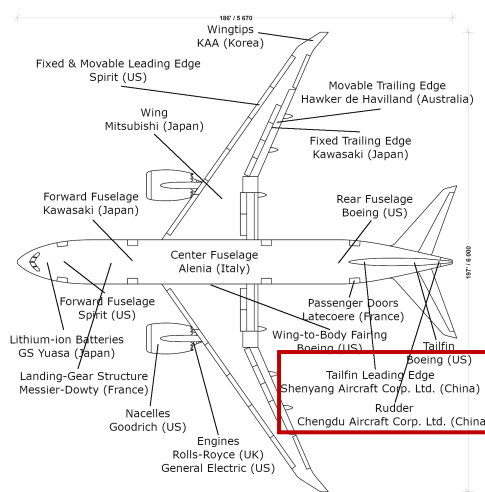 186' / 5 670
Wingtips
KAA (Korea)
Fixed & Movable Leading Edge
Spirit (US)
Movable Trailing Edge
Hawker de Havilland (Australia)
Wing
Mitsubishi (Japan)
Fixed Trailing Edge
Kawasaki (Japan)
Forward Fuselage
Kawasaki (Japan)
Rear Fuselage
Boeing (US)
Center Fuselage
Alenia (Italy)
197' / 6 000
Forward Fuselage
Spirit (US)
Passenger Doors
Latecoere (France)
Lithium-ion Batteries
GS Yuasa (Japan)
Wing-to-Body Fairing
Boeing (US)
Tailfin
Boeing (US)
Landing-Gear Structure
Messier-Dowty (France)
Tailfin Leading Edge
Shenyang Aircraft Corp. Ltd. (China)
Rudder
Chengdu Aircraft Corp. Ltd. (China
Nacelles
Goodrich (US)
Engines
Rolls-Royce (UK)
General Electric (US)